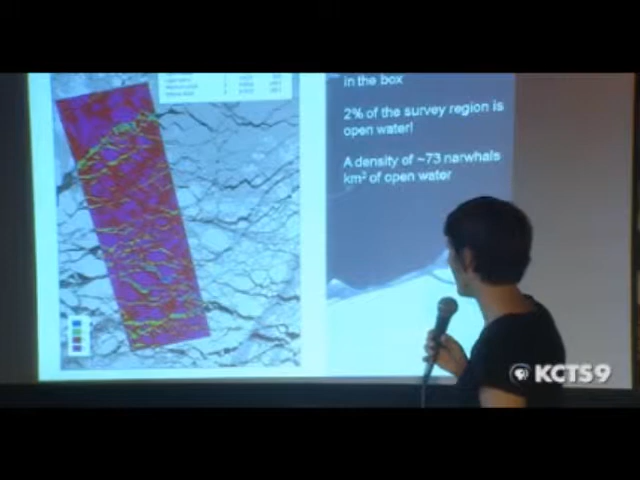 in the box
2% of the survey region is
open water!
A density of ~73 narwhals
km² of open water
KCTS9